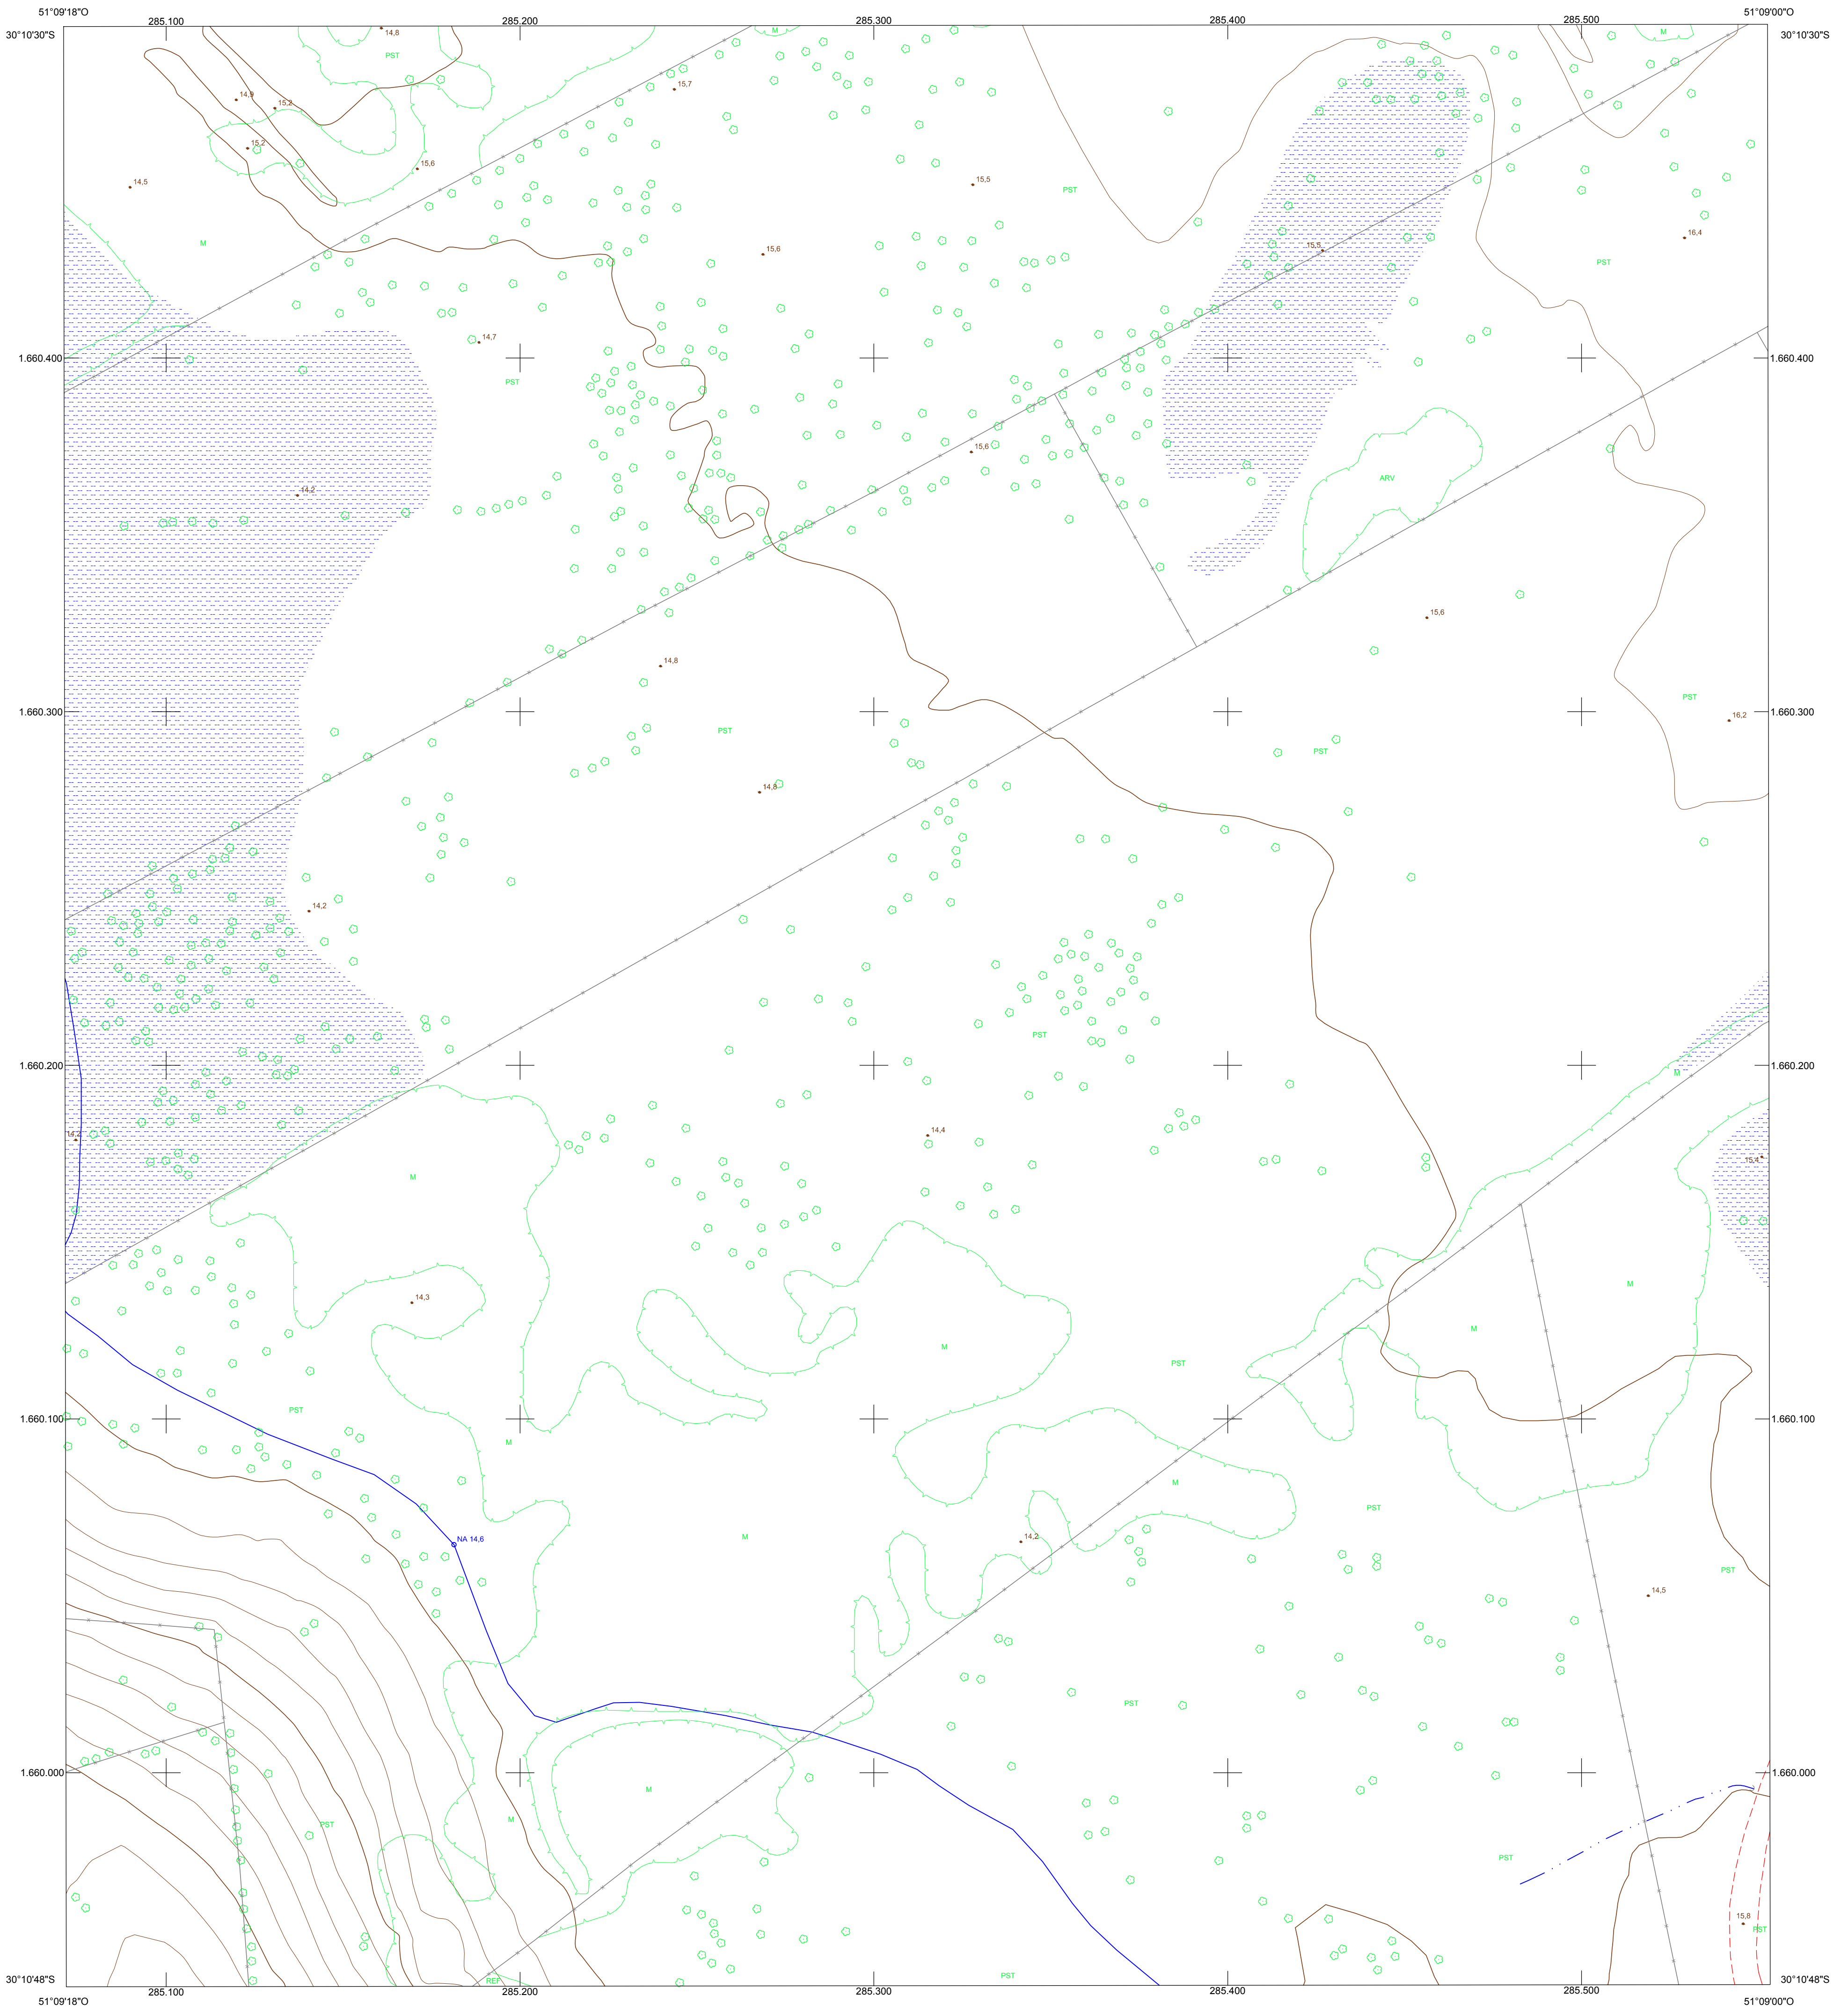 51°09'18"O 285.100 285.200 285.300 285.400 285.500 51°09'00"O
30°10'30"S 30°10'30"S
14,8 M M
PST
15,7
14,9 15,2
15,2
15,6
14,5 15,5 PST
M 15,6 15,5 16,4
PST
14,7
1.660.400 1.660.400
PST
15,6
14,2 ARV
15,6
14,8
PST
1.660.300 16,2 1.660.300
PST PST
14,8
14,2
PST
1.660.200 1.660.200
M
14,2 14,4
15,4
M
M
14,3
M
M
PST
PST
1.660.100 1.660.100
M
M
PST
NA 14,6 M 14,2
PST
14,5
PST
1.660.000 1.660.000
M
M
PST
PST
15,8
PST
REF PST
30°10'48"S 30°10'48"S
51°09'18"O 285.100 285.200 285.300 285.400 285.500 51°09'00"O